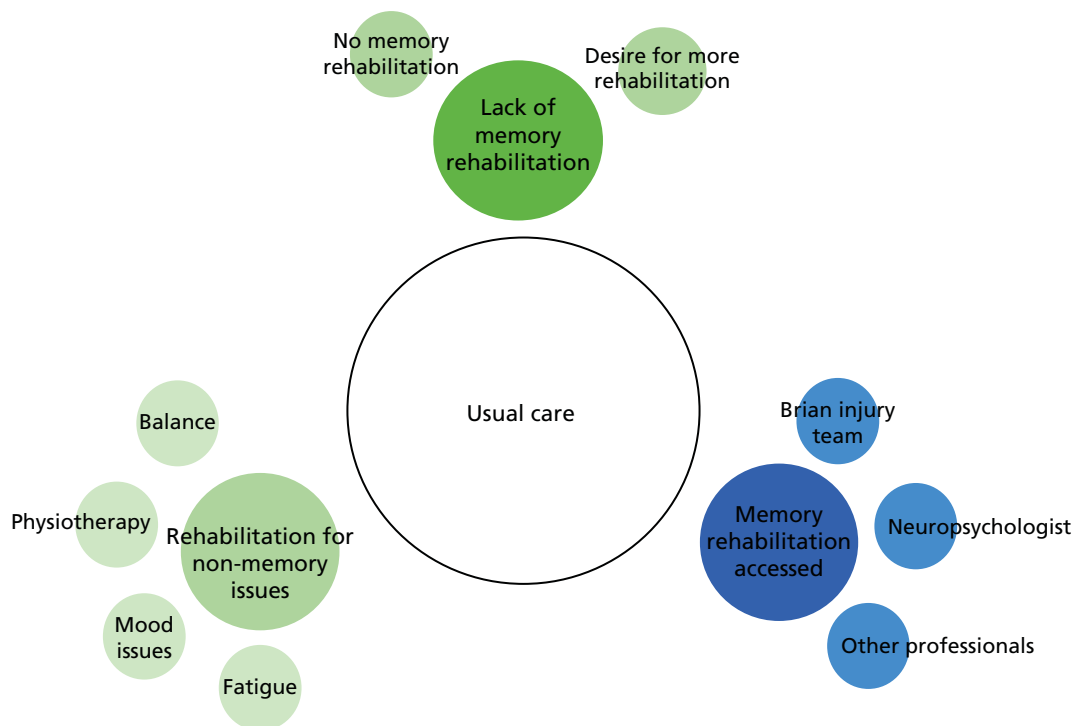 No memory
rehabilitation
Desire for more
rehabilitation
Lack of
memory
rehabilitation
Usual care
Balance
Physiotherapy
Rehabilitation for
non-memory
issues
Mood
issues
Fatigue
Brian injury
team
Memory
rehabilitation
accessed
Neuropsychologist
Other professionals